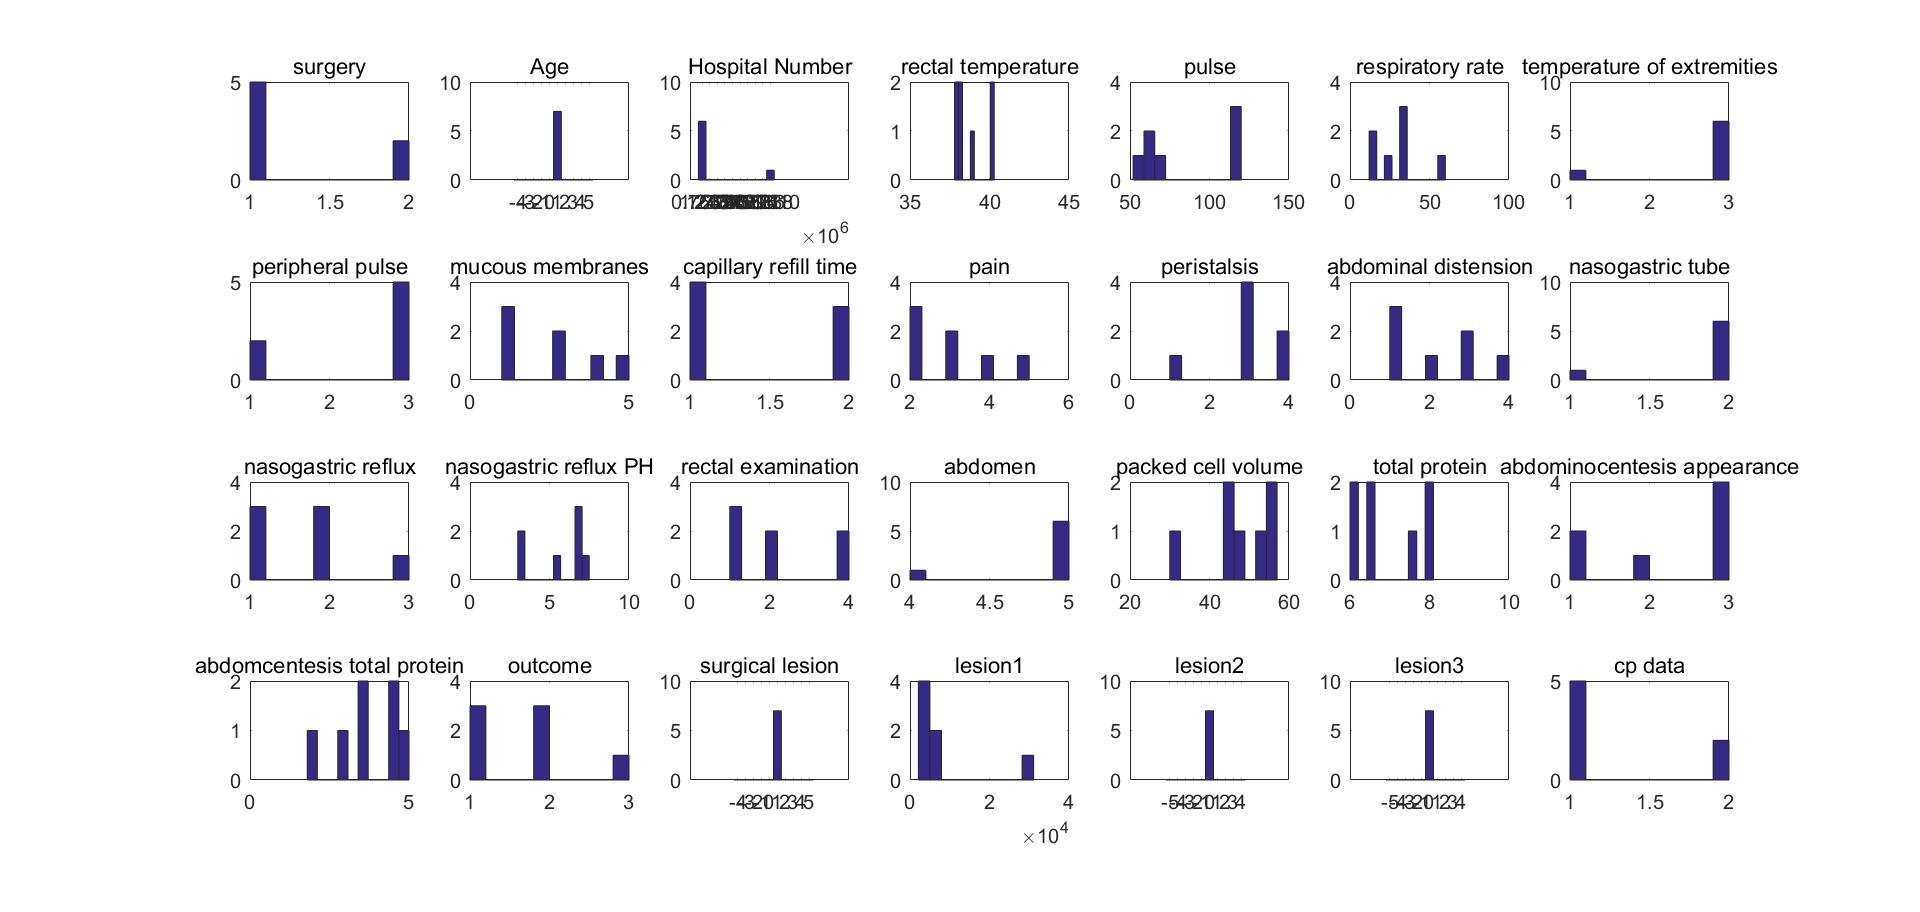 surgery
5
0
1 1.5 2
Age
10
5
0
Hospital Number
10
5
0
×10^6
rectal temperature
2
1
0
35 40 45
pulse
4
2
0
50 100 150
respiratory rate
4
2
0
0 50 100
temperature of extremities
10
5
0
1 2 3
peripheral pulse
5
0
1 2 3
mucous membranes
4
2
0
0 5
capillary refill time
4
2
0
1 1.5 2
pain
4
2
0
2 4 6
peristalsis
4
2
0
0 2 4
abdominal distension
4
2
0
0 2 4
nasogastric tube
10
5
0
1 1.5 2
nasogastric reflux
4
2
0
1 2 3
nasogastric reflux PH
4
2
0
0 5 10
rectal examination
4
2
0
0 2 4
abdomen
10
5
0
4 4.5 5
packed cell volume
2
1
0
20 40 60
total protein
2
1
0
6 8 10
abdominocentesis appearance
4
2
0
1 2 3
abdomcentesis total protein
2
1
0
0 5
outcome
4
2
0
1 2 3
surgical lesion
10
5
0
lesion1
4
2
0
0 2 4
×10^4
lesion2
10
5
0
lesion3
10
5
0
cp data
5
0
1 1.5 2